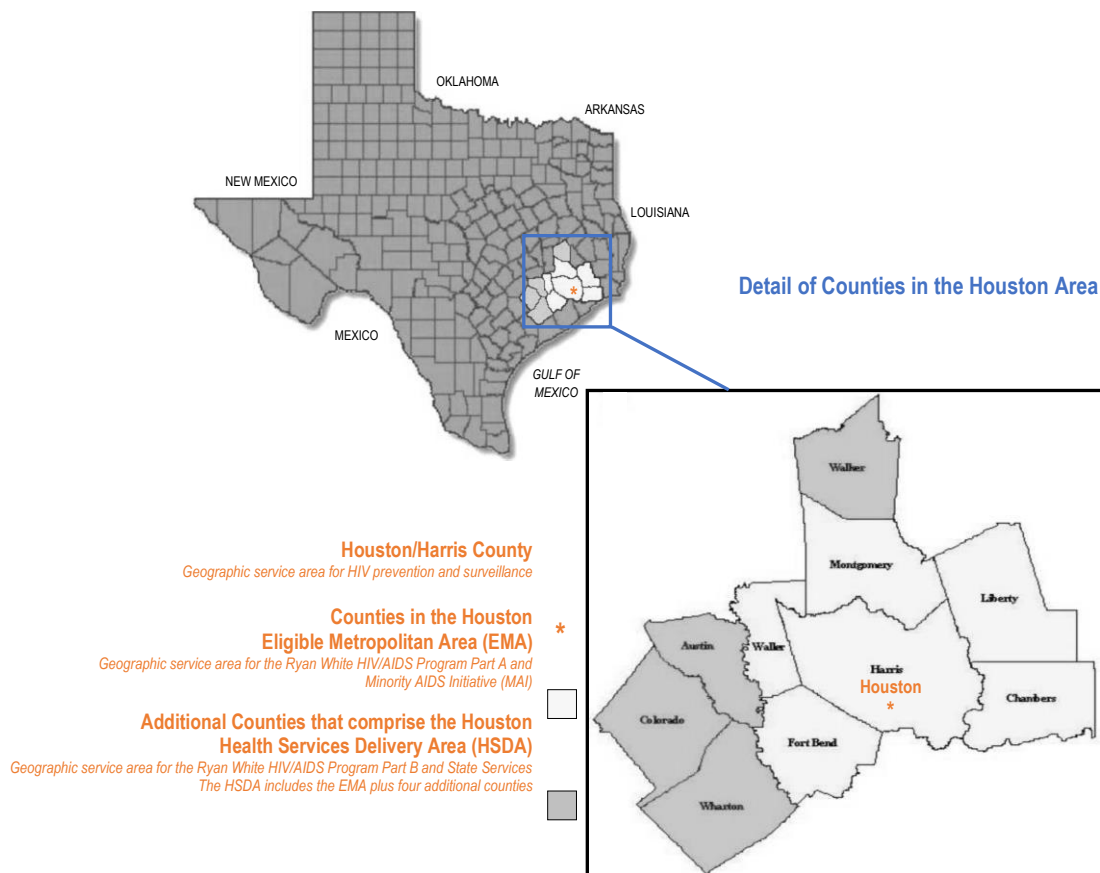 OKLAHOMA
ARKANSAS
NEW MEXICO
LOUISIANA
MEXICO
GULF OF
MEXICO
Detail of Counties in the Houston Area
Houston/Harris County
Geographic service area for HIV prevention and surveillance
Counties in the Houston
Eligible Metropolitan Area (EMA)
*
Geographic service area for the Ryan White HIV/AIDS Program Part A and
Minority AIDS Initiative (MAI)
Additional Counties that comprise the Houston
Health Services Delivery Area (HSDA)
Geographic service area for the Ryan White HIV/AIDS Program Part B and State Services
The HSDA includes the EMA plus four additional counties
Walker
Montgomery
Liberty
Austin
Waller
Harris
Houston
*
Chambers
Colorado
Fort Bend
Wharton